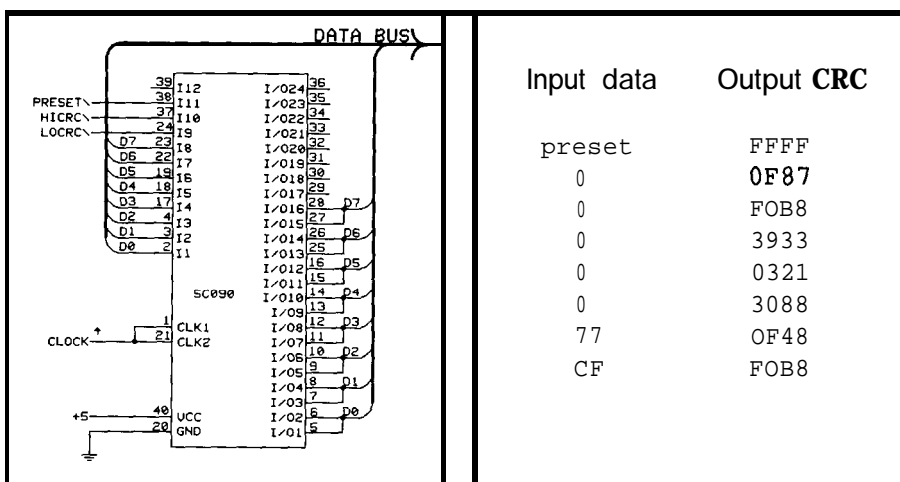 DATA BUS\
39 I12 I/O24 36
PRESET\ 38 I11 I/O23 35
HICRC\ 37 I10 I/O22 34
LOCRC\ 24 I9 I/O21 33
D7 23 I8 I/O20 32
D6 22 I7 I/O19 31
D5 19 I6 I/O18 30
D4 18 I5 I/O17 29
D3 17 I4 I/O16 28 D7
D2 4 I3 I/O15 27
D1 3 I2 I/O14 26 D6
D0 2 I1 I/O13 25
I/O12 16 D5
I/O11 15
5C090 I/O10 14 D4
I/O9 13
1 CLK1 I/O8 12 D3
CLOCK 21 CLK2 I/O7 11
I/O6 10 D2
I/O5 9
I/O4 8 D1
I/O3 7
+5 40 VCC I/O2 6 D0
20 GND I/O1 5
Input data Output CRC
preset FFFF
0 0F87
0 F0B8
0 3933
0 0321
0 3088
77 0F48
CF F0B8